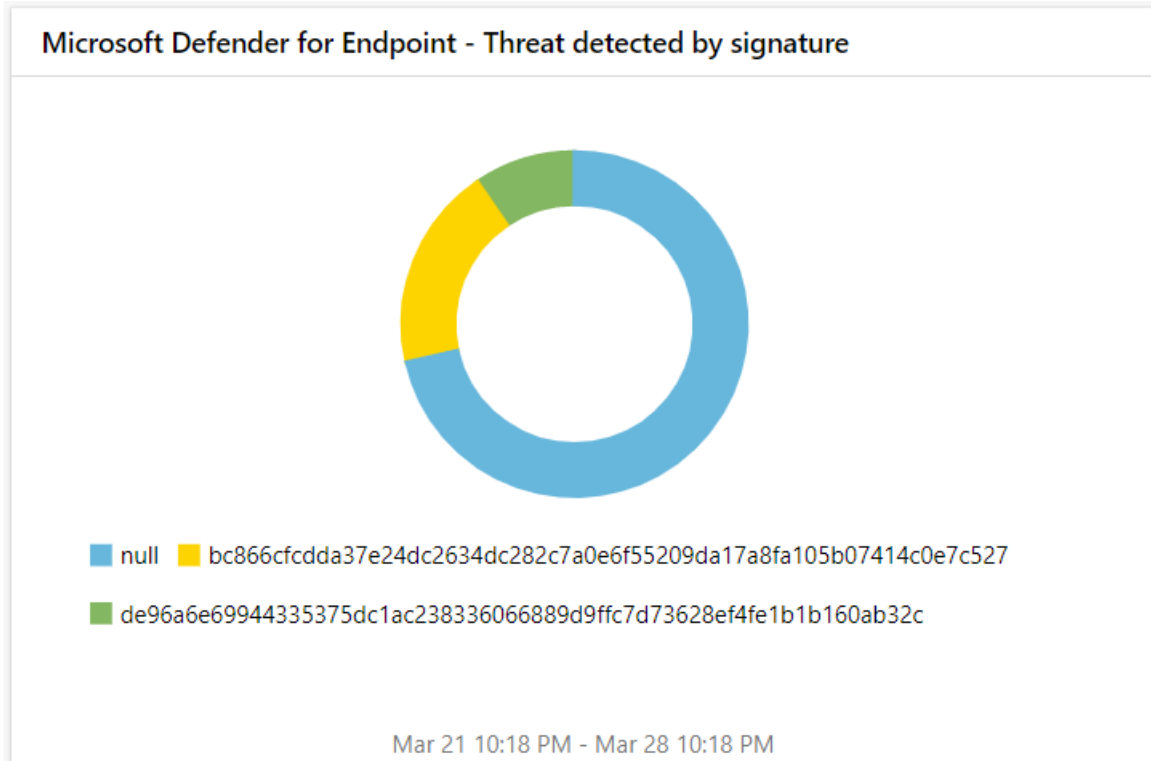 Microsoft Defender for Endpoint - Threat detected by signature
null bc866cfcdda37e24dc2634dc282c7a0e6f55209da17a8fa105b07414c0e7c527
de96a6e69944335375dc1ac238336066889d9ffc7d73628ef4fe1b1b160ab32c
Mar 21 10:18 PM - Mar 28 10:18 PM